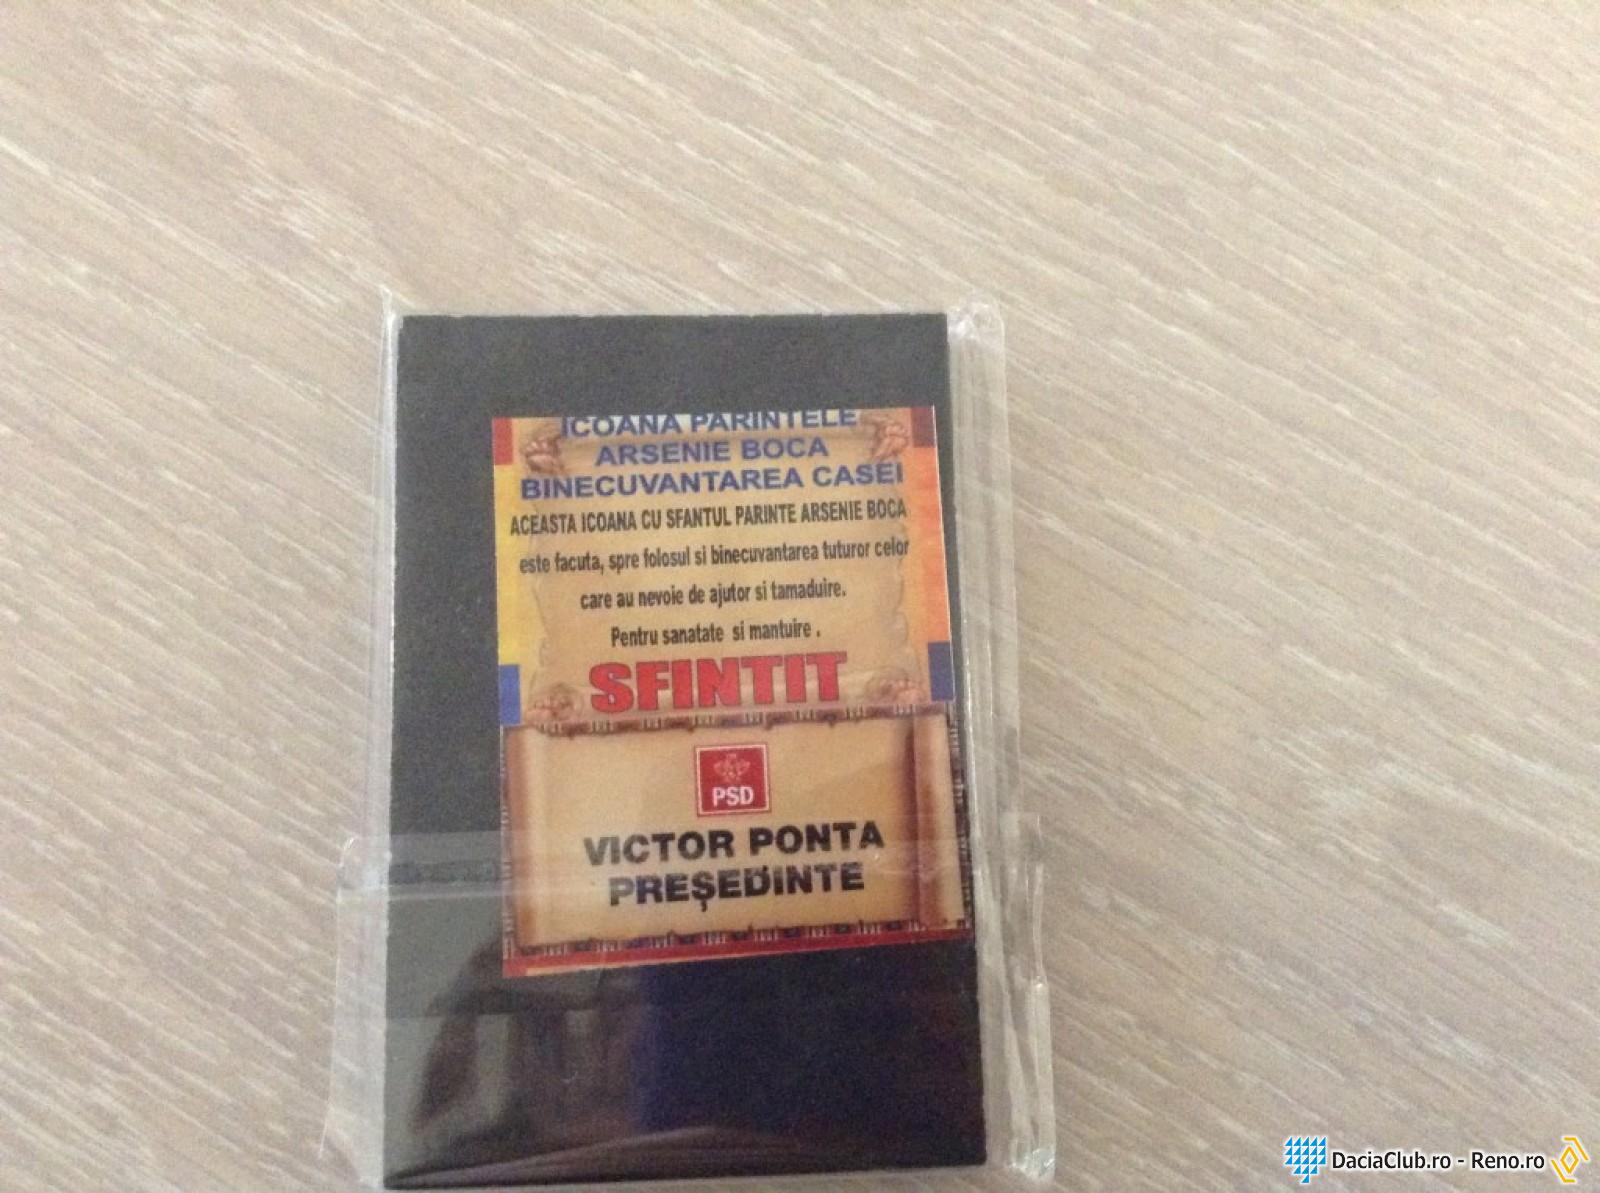 ICOANA PARINTELE
ARSENIE BOCA
BINECUVANTAREA CASEI
ACEASTA ICOANA CU SFANTUL PARINTE ARSENIE BOCA
este facuta, spre folosul si binecuvantarea tuturor celor
care au nevoie de ajutor si tamaduire.
Pentru sanatate si mantuire .
SFINTIT
PSD
VICTOR PONTA
PREȘEDINTE
DaciaClub.ro - Reno.ro